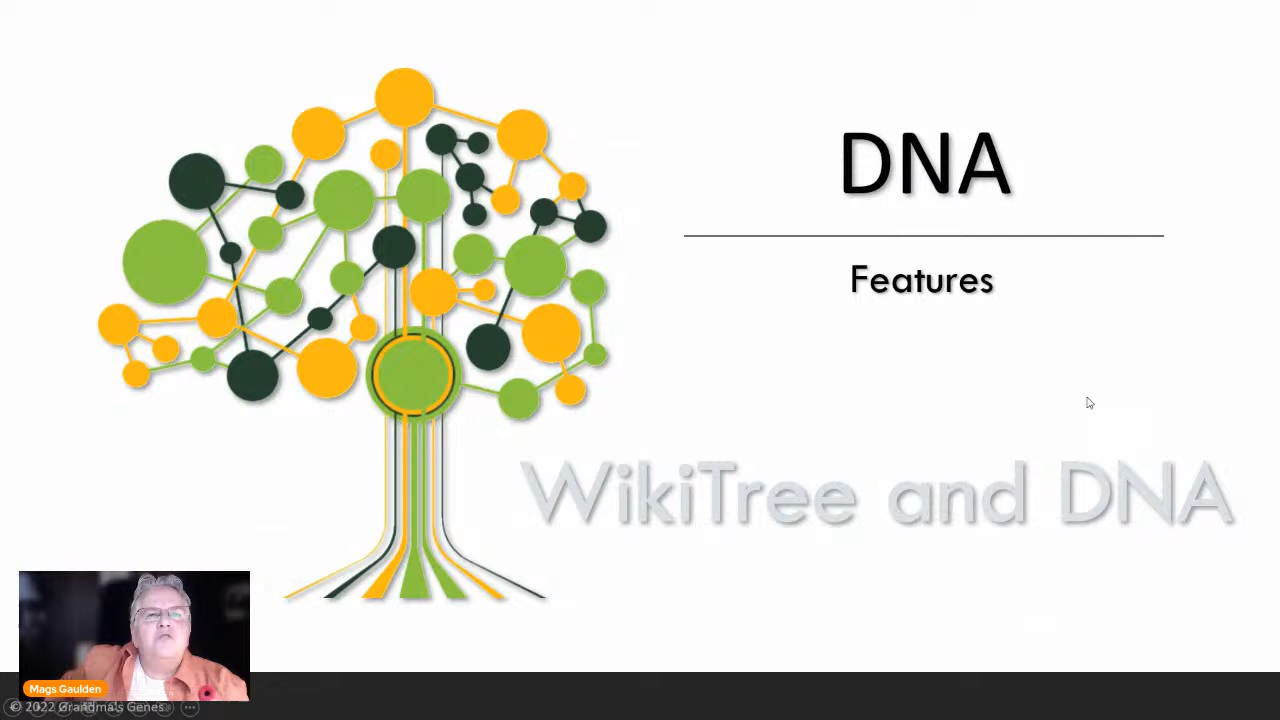 DNA
Features
WikiTree and DNA
Mags Gaulden
© 2022 Grandma's Genes